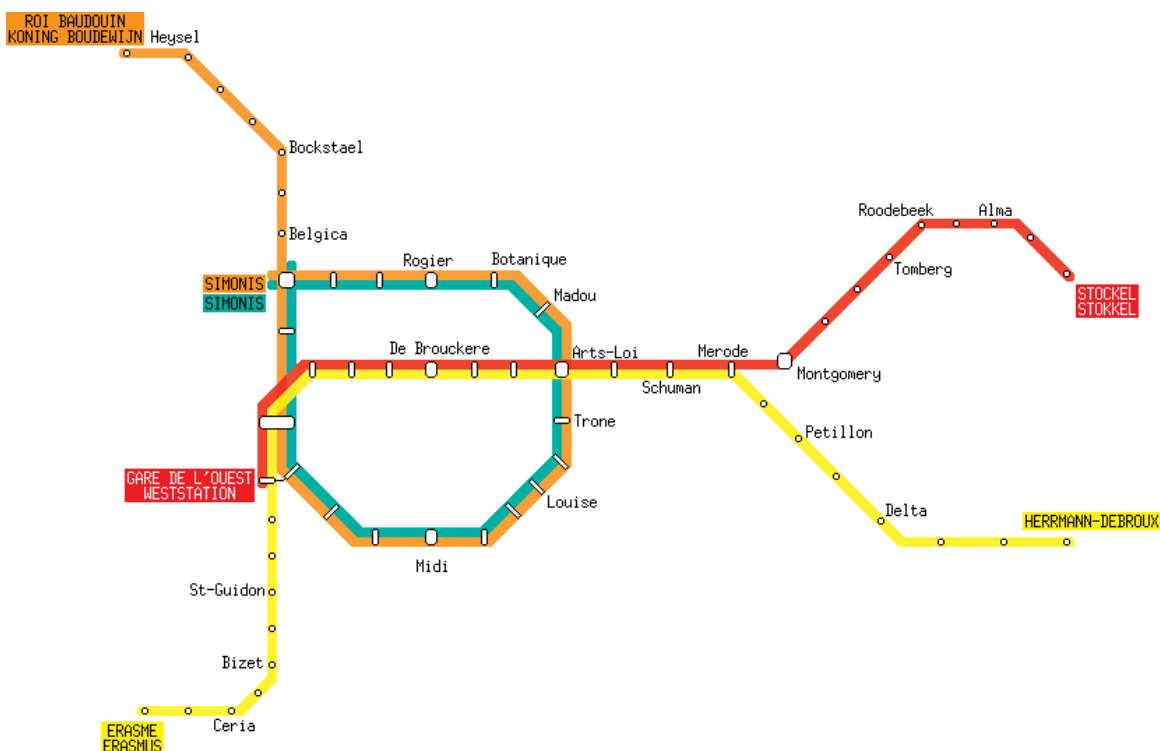 ROI BAUDOUIN
KONING BOUDEWIJN
Heysel
Bockstael
Roodebeek
Alma
Belgica
Rogier
Botanique
Tomberg
SIMONIS
SIMONIS
Madou
STOCKEL
STOKKEL
De Brouckere
Arts-Loi
Merode
Montgomery
Schuman
Trone
Petillon
GARE DE L'OUEST
WESTSTATION
Louise
Delta
HERRMANN-DEBROUX
Midi
St-Guidon
Bizet
Ceria
ERASME
ERASMUS